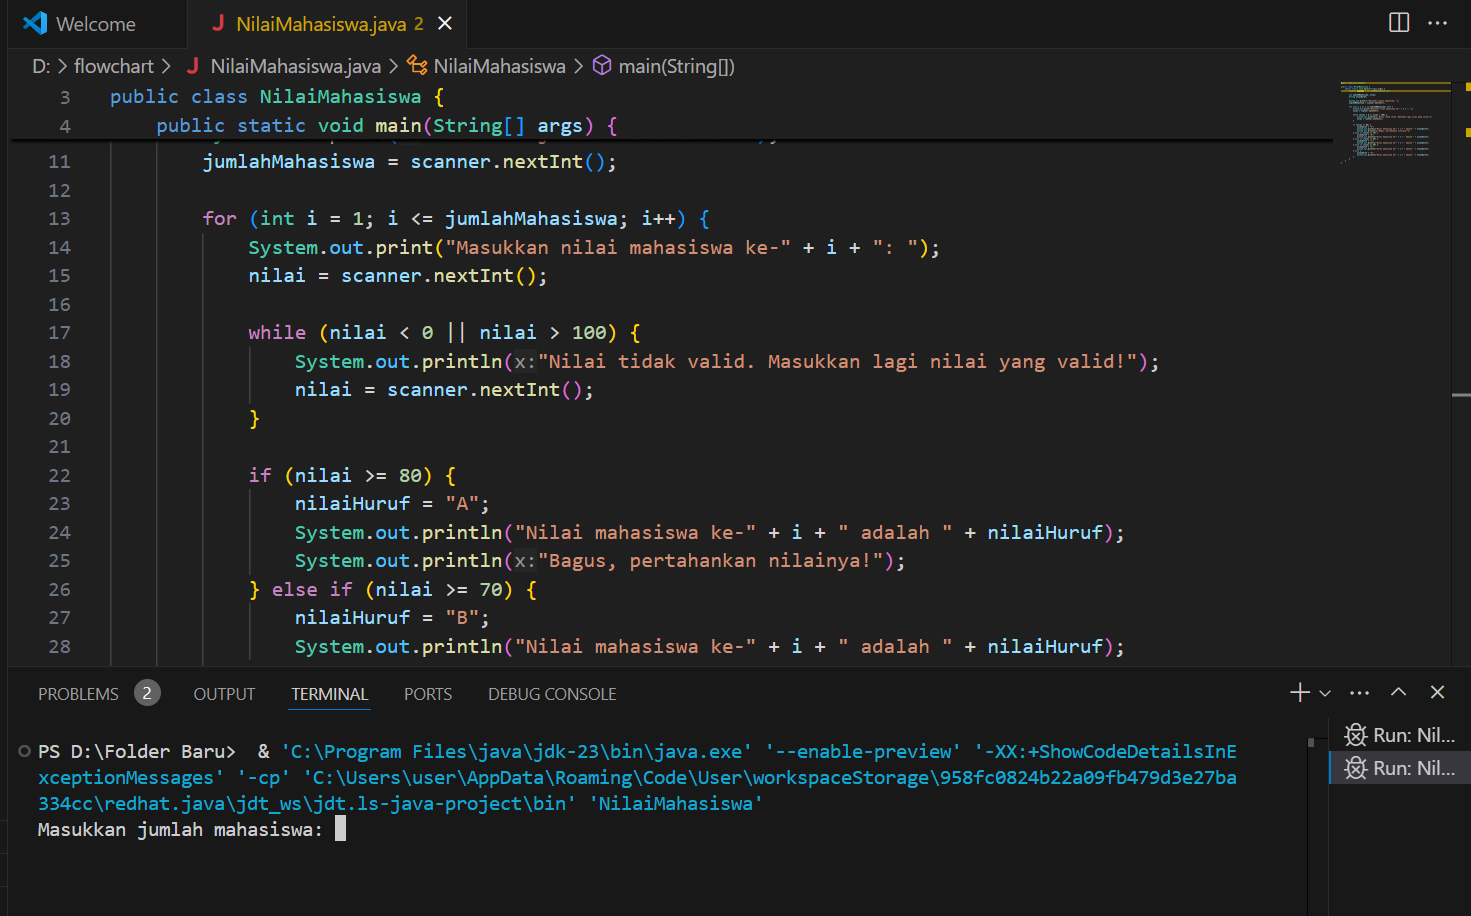 Welcome
J NilaiMahasiswa.java 2
D: > flowchart > J NilaiMahasiswa.java > NilaiMahasiswa > main(String[])
3 public class NilaiMahasiswa {
4 public static void main(String[] args) {
11 jumlahMahasiswa = scanner.nextInt();
12
13 for (int i = 1; i <= jumlahMahasiswa; i++) {
14 System.out.print("Masukkan nilai mahasiswa ke-" + i + ": ");
15 nilai = scanner.nextInt();
16
17 while (nilai < 0 || nilai > 100) {
18 System.out.println(x:"Nilai tidak valid. Masukkan lagi nilai yang valid!");
19 nilai = scanner.nextInt();
20 }
21
22 if (nilai >= 80) {
23 nilaiHuruf = "A";
24 System.out.println("Nilai mahasiswa ke-" + i + " adalah " + nilaiHuruf);
25 System.out.println(x:"Bagus, pertahankan nilainya!");
26 } else if (nilai >= 70) {
27 nilaiHuruf = "B";
28 System.out.println("Nilai mahasiswa ke-" + i + " adalah " + nilaiHuruf);
PROBLEMS 2 OUTPUT TERMINAL PORTS DEBUG CONSOLE
PS D:\Folder Baru> & 'C:\Program Files\java\jdk-23\bin\java.exe' '--enable-preview' '-XX:+ShowCodeDetailsInE
xceptionMessages' '-cp' 'C:\Users\user\AppData\Roaming\Code\User\workspaceStorage\958fc0824b22a09fb479d3e27ba
334cc\redhat.java\jdt_ws\jdt.ls-java-project\bin' 'NilaiMahasiswa'
Masukkan jumlah mahasiswa:
Run: Nil...
Run: Nil...